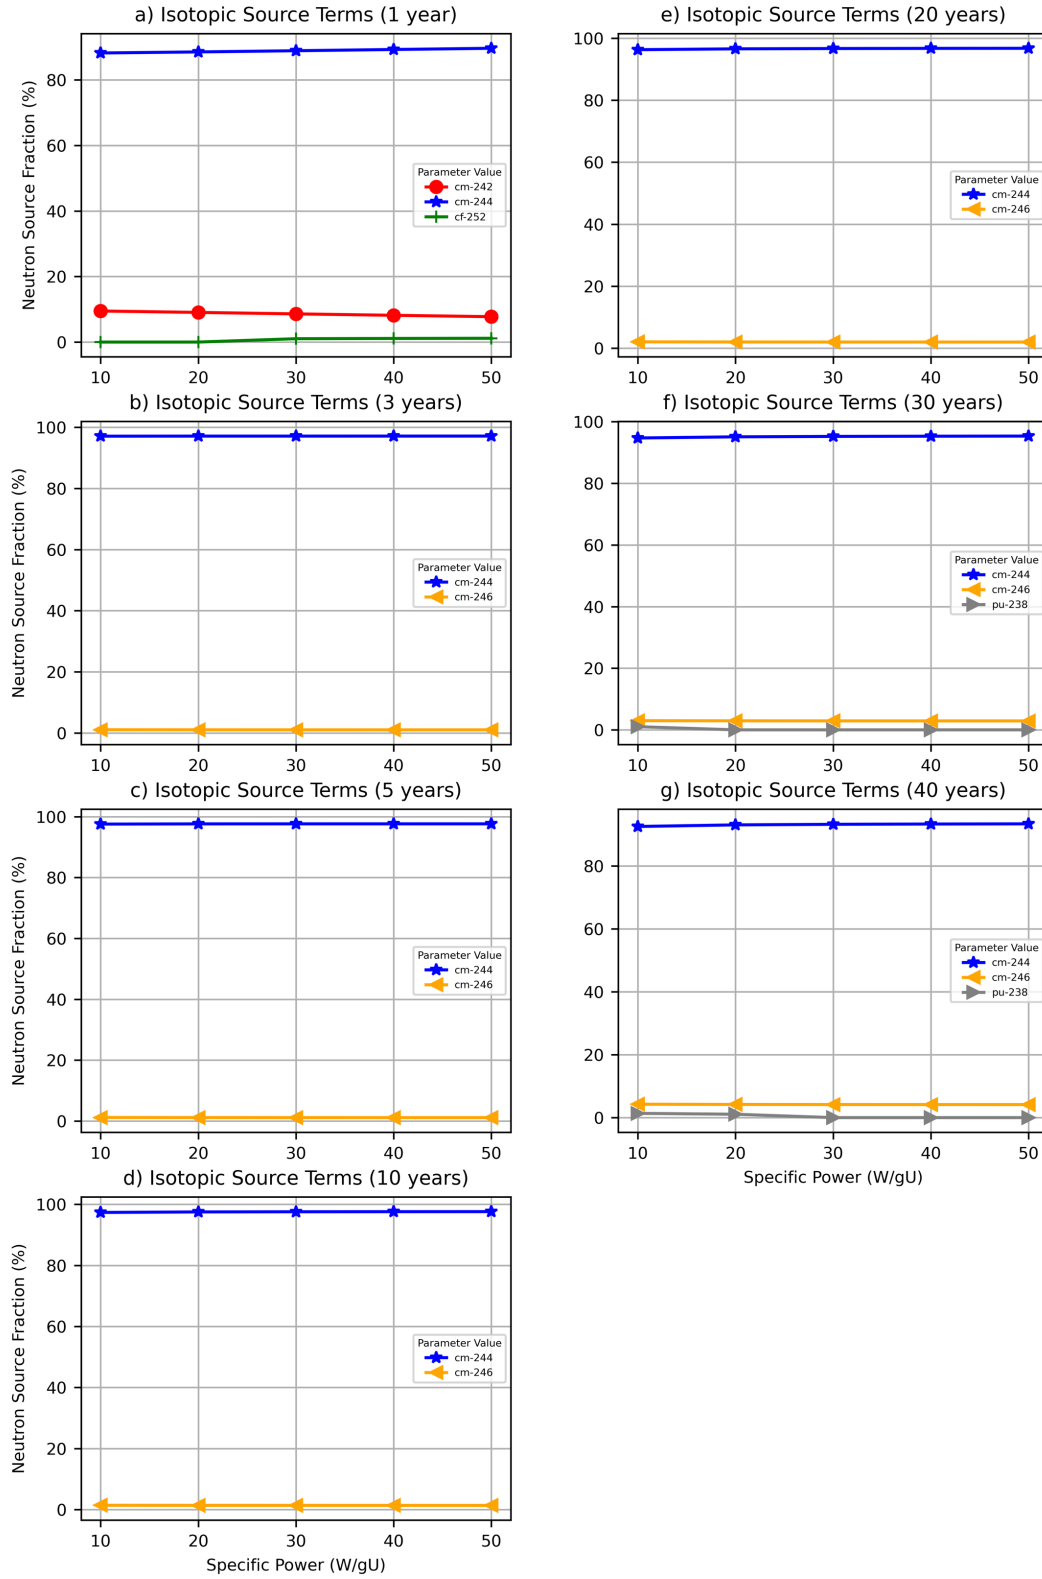 a) Isotopic Source Terms (1 year)
Neutron Source Fraction (%)
80
60
40
20
0
10 20 30 40 50
Parameter Value
cm-242
cm-244
cf-252
b) Isotopic Source Terms (3 years)
Neutron Source Fraction (%)
100
80
60
40
20
0
10 20 30 40 50
Parameter Value
cm-244
cm-246
c) Isotopic Source Terms (5 years)
Neutron Source Fraction (%)
100
80
60
40
20
0
10 20 30 40 50
Parameter Value
cm-244
cm-246
d) Isotopic Source Terms (10 years)
Neutron Source Fraction (%)
100
80
60
40
20
0
10 20 30 40 50
Specific Power (W/gU)
Parameter Value
cm-244
cm-246
e) Isotopic Source Terms (20 years)
100
80
60
40
20
0
10 20 30 40 50
Parameter Value
cm-244
cm-246
f) Isotopic Source Terms (30 years)
100
80
60
40
20
0
10 20 30 40 50
Parameter Value
cm-244
cm-246
pu-238
g) Isotopic Source Terms (40 years)
80
60
40
20
0
10 20 30 40 50
Specific Power (W/gU)
Parameter Value
cm-244
cm-246
pu-238